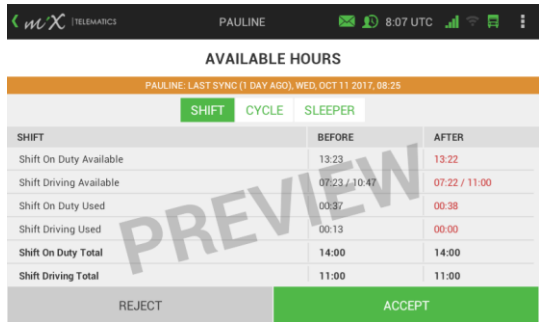 miX TELEMATICS PAULINE 8:07 UTC
AVAILABLE HOURS
PAULINE: LAST SYNC (1 DAY AGO), WED, OCT 11 2017, 08:25
SHIFT CYCLE SLEEPER
SHIFT BEFORE AFTER
Shift On Duty Available 13:23 13:22
Shift Driving Available 07:23 / 10:47 07:22 / 11:00
Shift On Duty Used 00:37 00:38
Shift Driving Used 00:13 00:00
Shift On Duty Total 14:00 14:00
Shift Driving Total 11:00 11:00
PREVIEW
REJECT ACCEPT